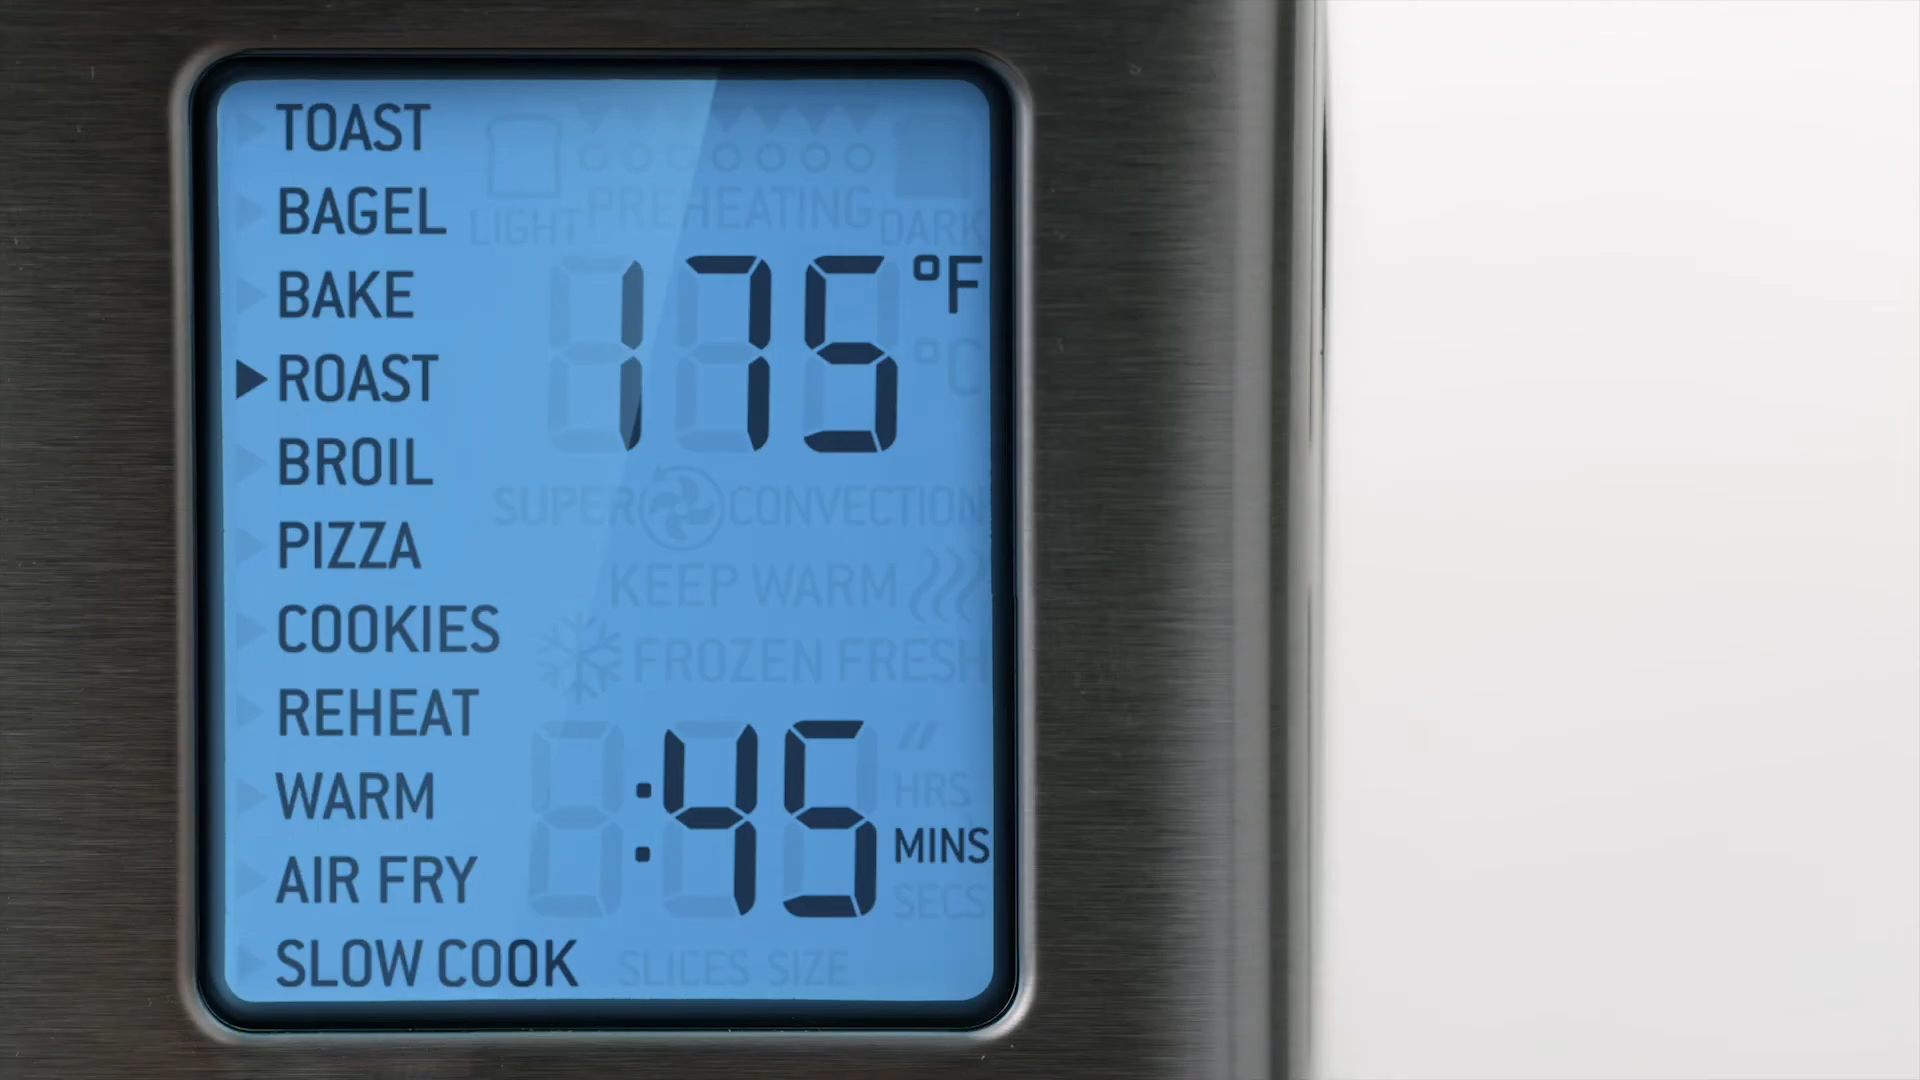 TOAST
BAGEL
BAKE
ROAST
BROIL
PIZZA
COOKIES
REHEAT
WARM
AIR FRY
SLOW COOK
LIGHT
PREHEATING
DARK
175 °F
°C
SUPER CONVECTION
KEEP WARM
FROZEN FRESH
:45
HRS
MINS
SECS
SLICES SIZE